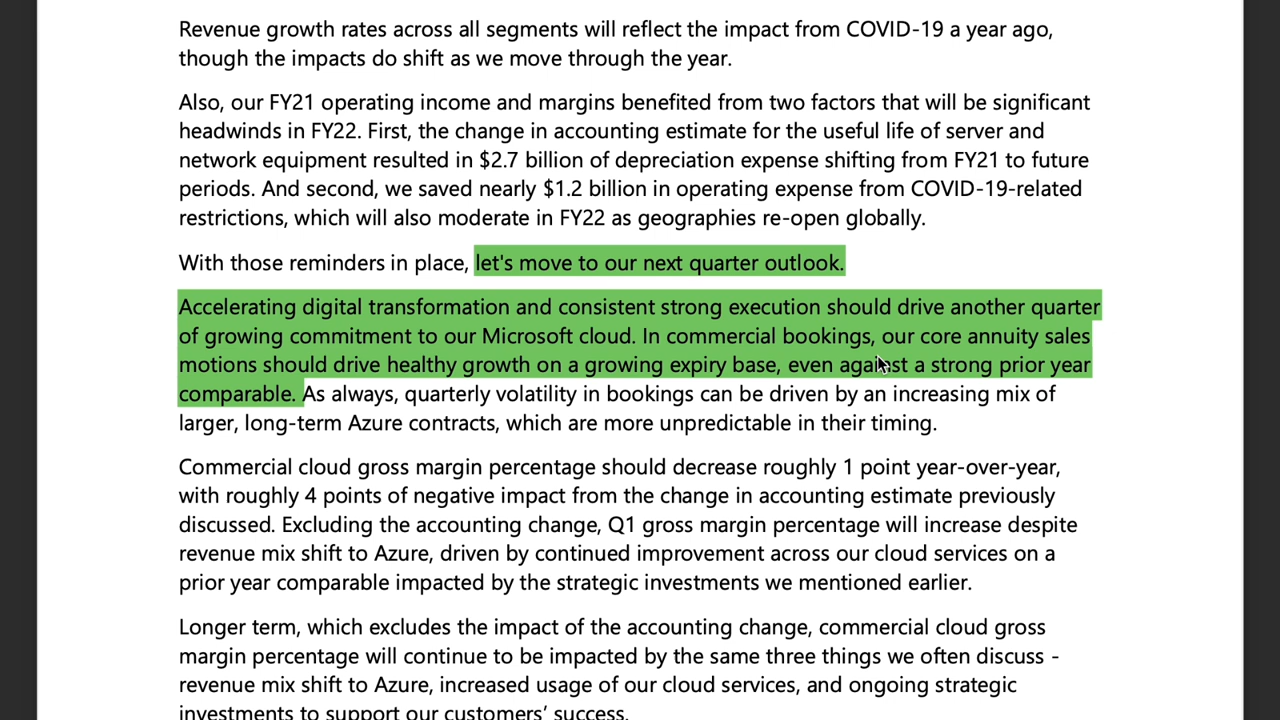 Revenue growth rates across all segments will reflect the impact from COVID-19 a year ago,
though the impacts do shift as we move through the year.
Also, our FY21 operating income and margins benefited from two factors that will be significant
headwinds in FY22. First, the change in accounting estimate for the useful life of server and
network equipment resulted in $2.7 billion of depreciation expense shifting from FY21 to future
periods. And second, we saved nearly $1.2 billion in operating expense from COVID-19-related
restrictions, which will also moderate in FY22 as geographies re-open globally.
With those reminders in place, let's move to our next quarter outlook.
Accelerating digital transformation and consistent strong execution should drive another quarter
of growing commitment to our Microsoft cloud. In commercial bookings, our core annuity sales
motions should drive healthy growth on a growing expiry base, even against a strong prior year
comparable. As always, quarterly volatility in bookings can be driven by an increasing mix of
larger, long-term Azure contracts, which are more unpredictable in their timing.
Commercial cloud gross margin percentage should decrease roughly 1 point year-over-year,
with roughly 4 points of negative impact from the change in accounting estimate previously
discussed. Excluding the accounting change, Q1 gross margin percentage will increase despite
revenue mix shift to Azure, driven by continued improvement across our cloud services on a
prior year comparable impacted by the strategic investments we mentioned earlier.
Longer term, which excludes the impact of the accounting change, commercial cloud gross
margin percentage will continue to be impacted by the same three things we often discuss -
revenue mix shift to Azure, increased usage of our cloud services, and ongoing strategic
investments to support our customers’ success.